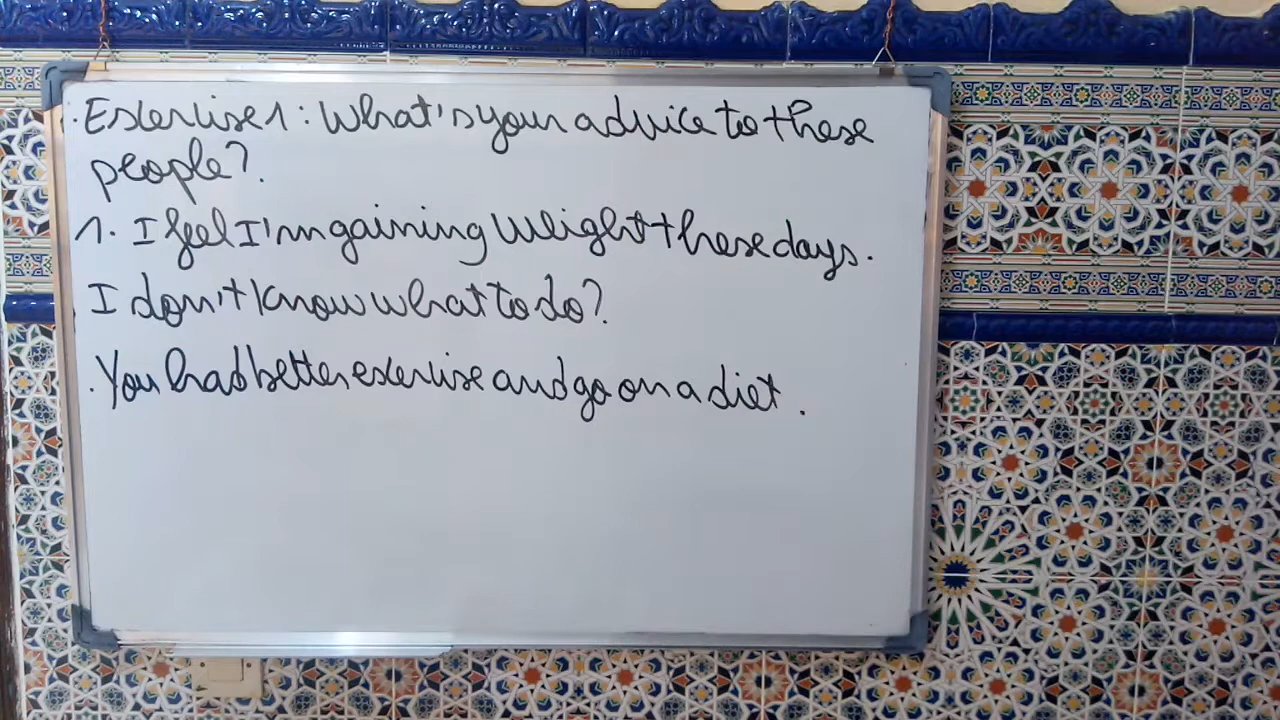 . Exercise 1: What's your advice to these
people?.
1. I feel I'm gaining weight these days.
I don't know what to do?
. You had better exercise and go on a diet.